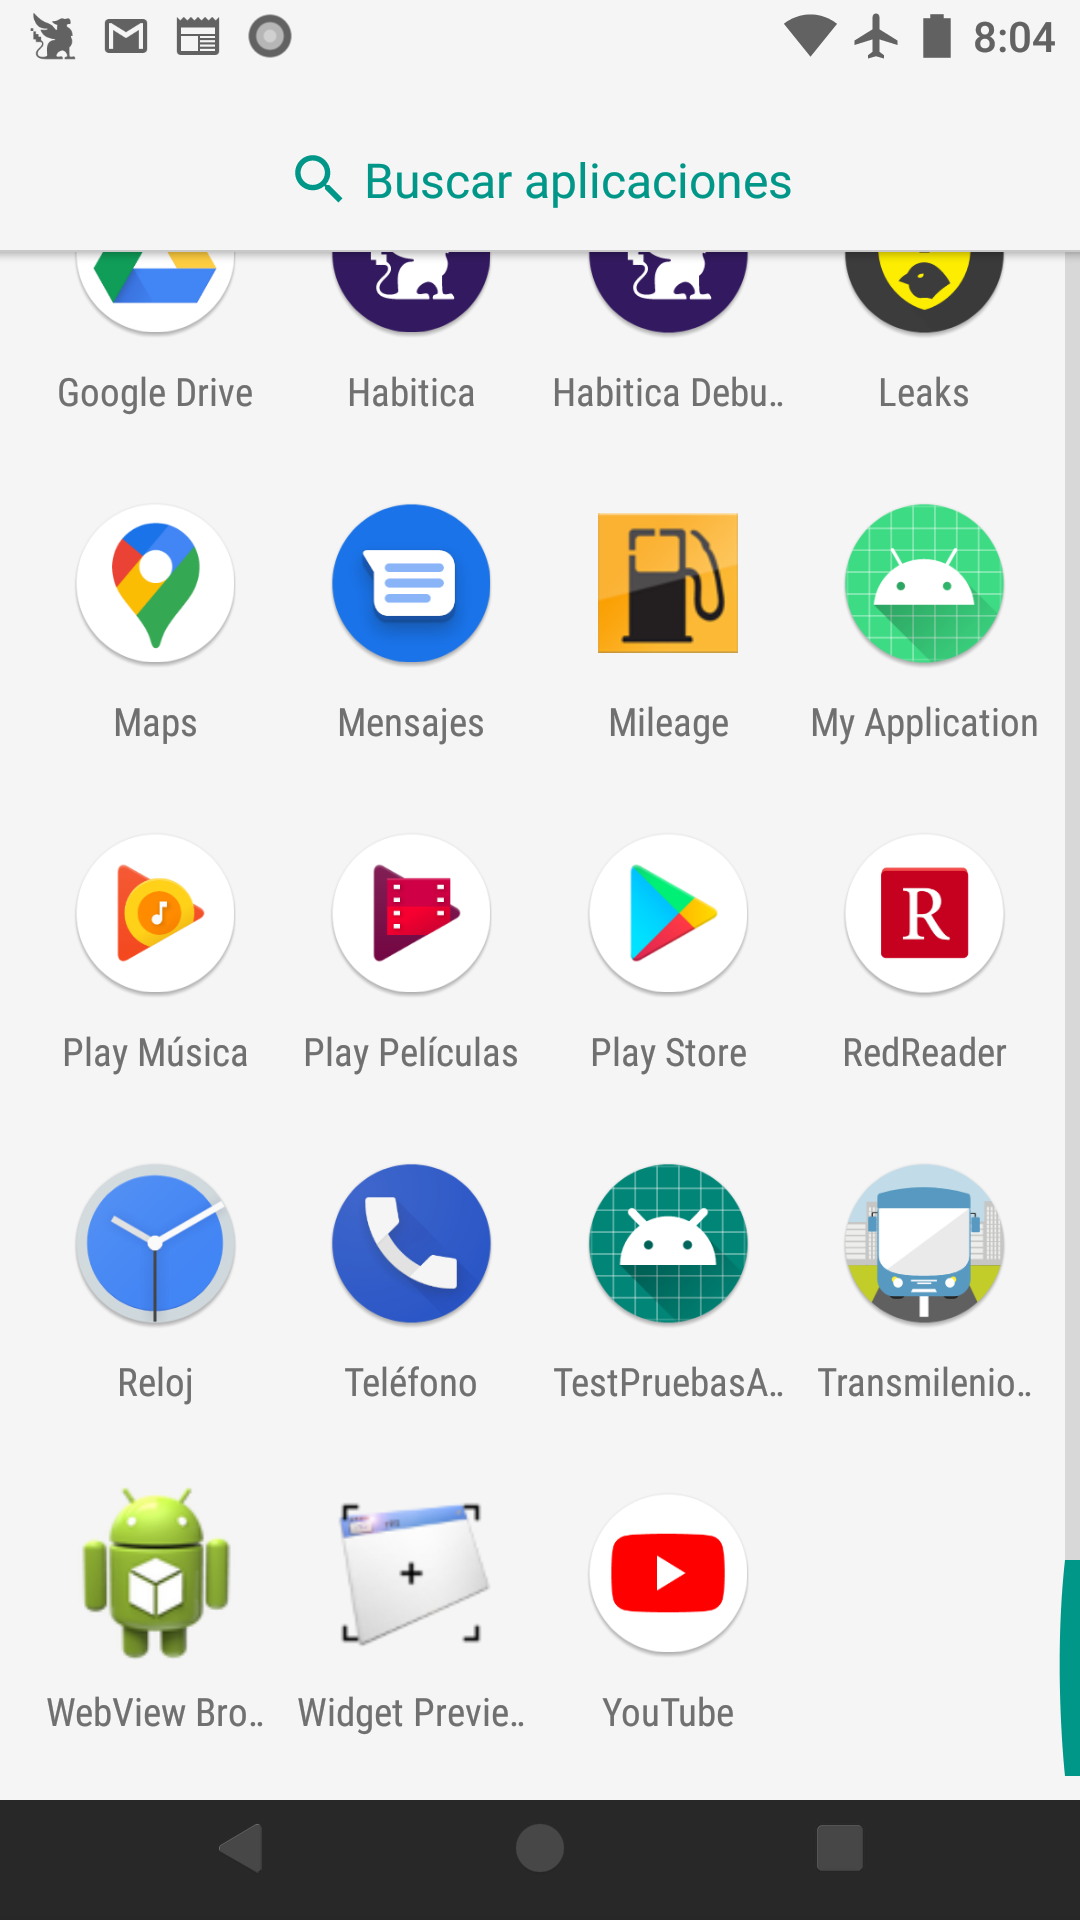 8:04
Buscar aplicaciones
Google Drive Habitica Habitica Debu.. Leaks
Maps Mensajes Mileage My Application
R
Play Música Play Películas Play Store RedReader
Reloj Teléfono TestPruebasA.. Transmilenio..
WebView Bro.. Widget Previe.. YouTube